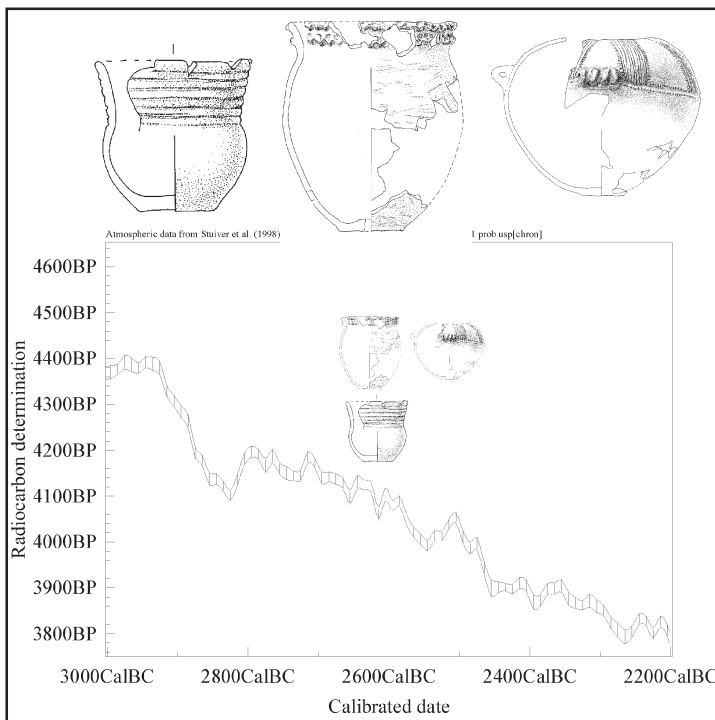 Atmospheric data from Stuiver et al. (1998)
l prob usp[chron]
4600BP
4500BP
4400BP
4300BP
4200BP
4100BP
4000BP
3900BP
3800BP
Radiocarbon determination
3000CalBC
2800CalBC
2600CalBC
2400CalBC
2200CalBC
Calibrated date